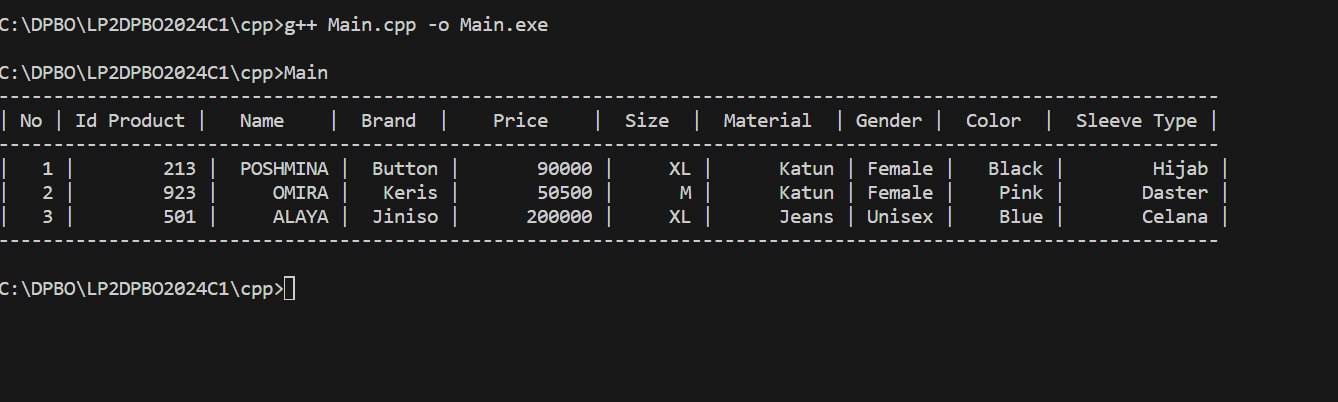 C:\DPBO\LP2DPBO2024C1\cpp>g++ Main.cpp -o Main.exe
C:\DPBO\LP2DPBO2024C1\cpp>Main
---------------------------------------------------------------------------------------------------------------
| No | Id Product |   Name    |  Brand  |    Price    |  Size  |  Material  | Gender |  Color  |  Sleeve Type |
---------------------------------------------------------------------------------------------------------------
|   1 |        213 |  POSHMINA |  Button |       90000 |     XL |      Katun | Female |   Black |        Hijab |
|   2 |        923 |     OMIRA |   Keris |       50500 |      M |      Katun | Female |    Pink |       Daster |
|   3 |        501 |     ALAYA |  Jiniso |      200000 |     XL |      Jeans | Unisex |    Blue |       Celana |
---------------------------------------------------------------------------------------------------------------
C:\DPBO\LP2DPBO2024C1\cpp>